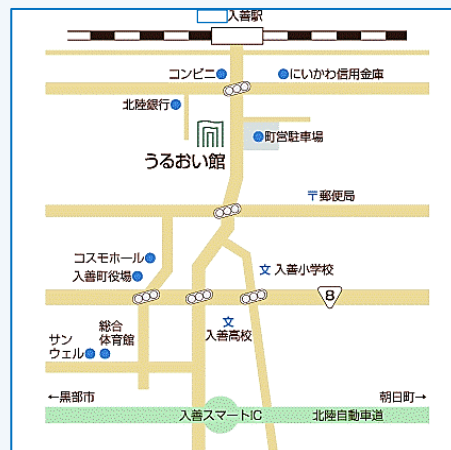 入善駅
コンビニ
にいかわ信用金庫
北陸銀行
町営駐車場
うるおい館
〒郵便局
コスモホール
文 入善小学校
入善町役場
8
文
入善高校
総合
体育館
サン
ウェル
←黒部市
朝日町→
入善スマートIC
北陸自動車道